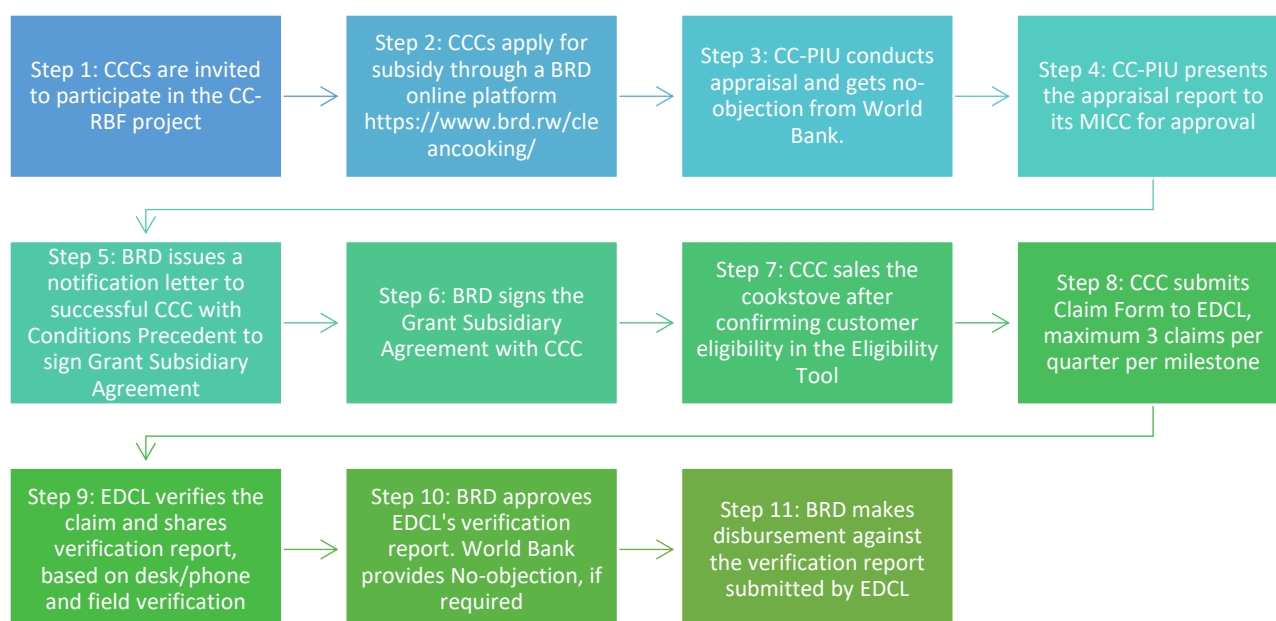 Step 1: CCCs are invited
to participate in the CC-
RBF project
Step 2: CCCs apply for
subsidy through a BRD
online platform
https://www.brd.rw/cle
ancooking/
Step 3: CC-PIU conducts
appraisal and gets no-
objection from World
Bank.
Step 4: CC-PIU presents
the appraisal report to
its MICC for approval
Step 5: BRD issues a
notification letter to
successful CCC with
Conditions Precedent to
sign Grant Subsidiary
Agreement
Step 6: BRD signs the
Grant Subsidiary
Agreement with CCC
Step 7: CCC sales the
cookstove after
confirming customer
eligibility in the Eligibility
Tool
Step 8: CCC submits
Claim Form to EDCL,
maximum 3 claims per
quarter per milestone
Step 9: EDCL verifies the
claim and shares
verification report,
based on desk/phone
and field verification
Step 10: BRD approves
EDCL's verification
report. World Bank
provides No-objection, if
required
Step 11: BRD makes
disbursement against
the verification report
submitted by EDCL